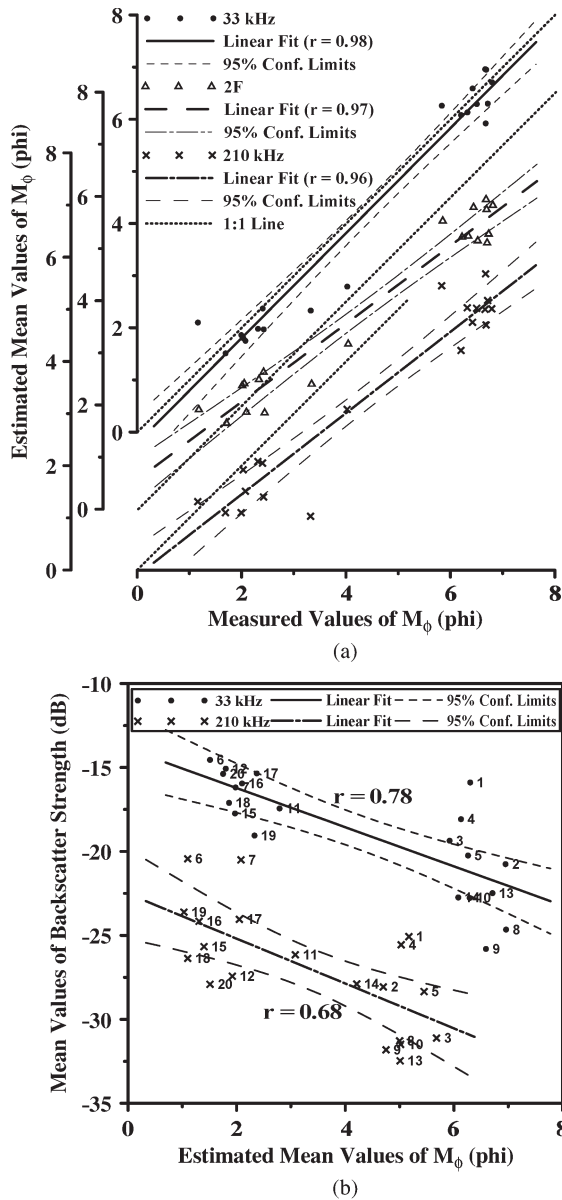 33 kHz
Linear Fit (r = 0.98)
95% Conf. Limits
2F
Linear Fit (r = 0.97)
95% Conf. Limits
210 kHz
Linear Fit (r = 0.96)
95% Conf. Limits
1:1 Line
Estimated Mean Values of Mϕ (phi)
8
6
4
2
0
8
6
4
2
0
8
6
4
2
0
0 2 4 6 8
Measured Values of Mϕ (phi)
(a)
Mean Values of Backscatter Strength (dB)
-10
-15
-20
-25
-30
-35
33 kHz Linear Fit 95% Conf. Limits
210 kHz Linear Fit 95% Conf. Limits
6
12
20
17
7
16
18
15
11
19
r = 0.78
1
4
3
5
2
14
10
13
8
9
6
7
19
16
17
15
18
12
20
11
1
5
14
2
5
r = 0.68
3
8
10
9
13
0 2 4 6 8
Estimated Mean Values of Mϕ (phi)
(b)